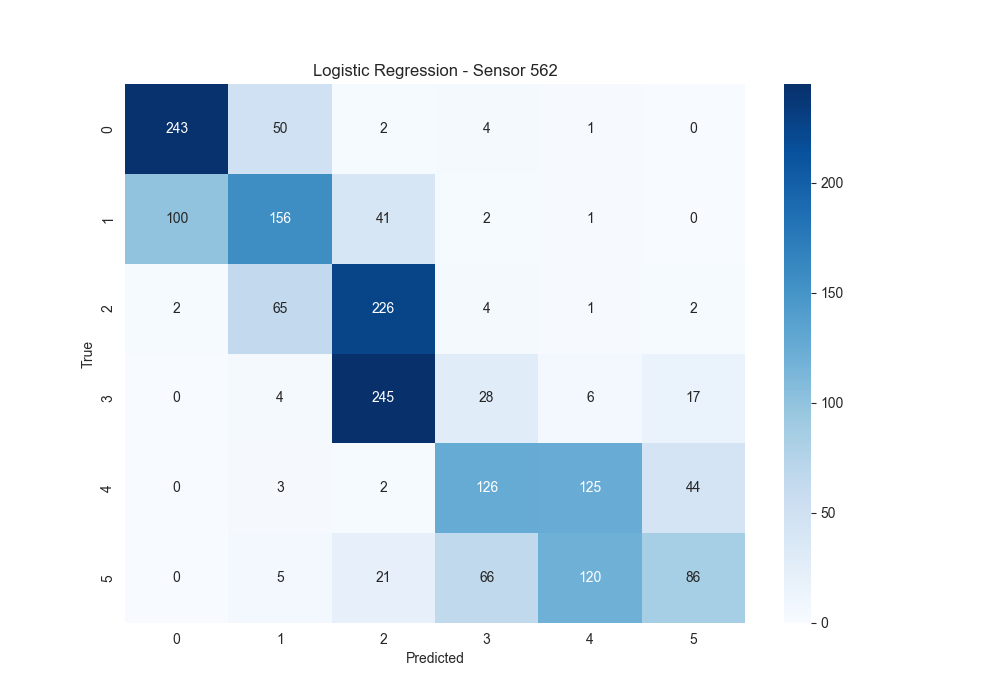 Logistic Regression - Sensor 562
0 243 50 2 4 1 0
1 100 156 41 2 1 0
2 2 65 226 4 1 2
3 0 4 245 28 6 17
4 0 3 2 126 125 44
5 0 5 21 66 120 86
True
0 1 2 3 4 5
Predicted
200
150
100
50
0